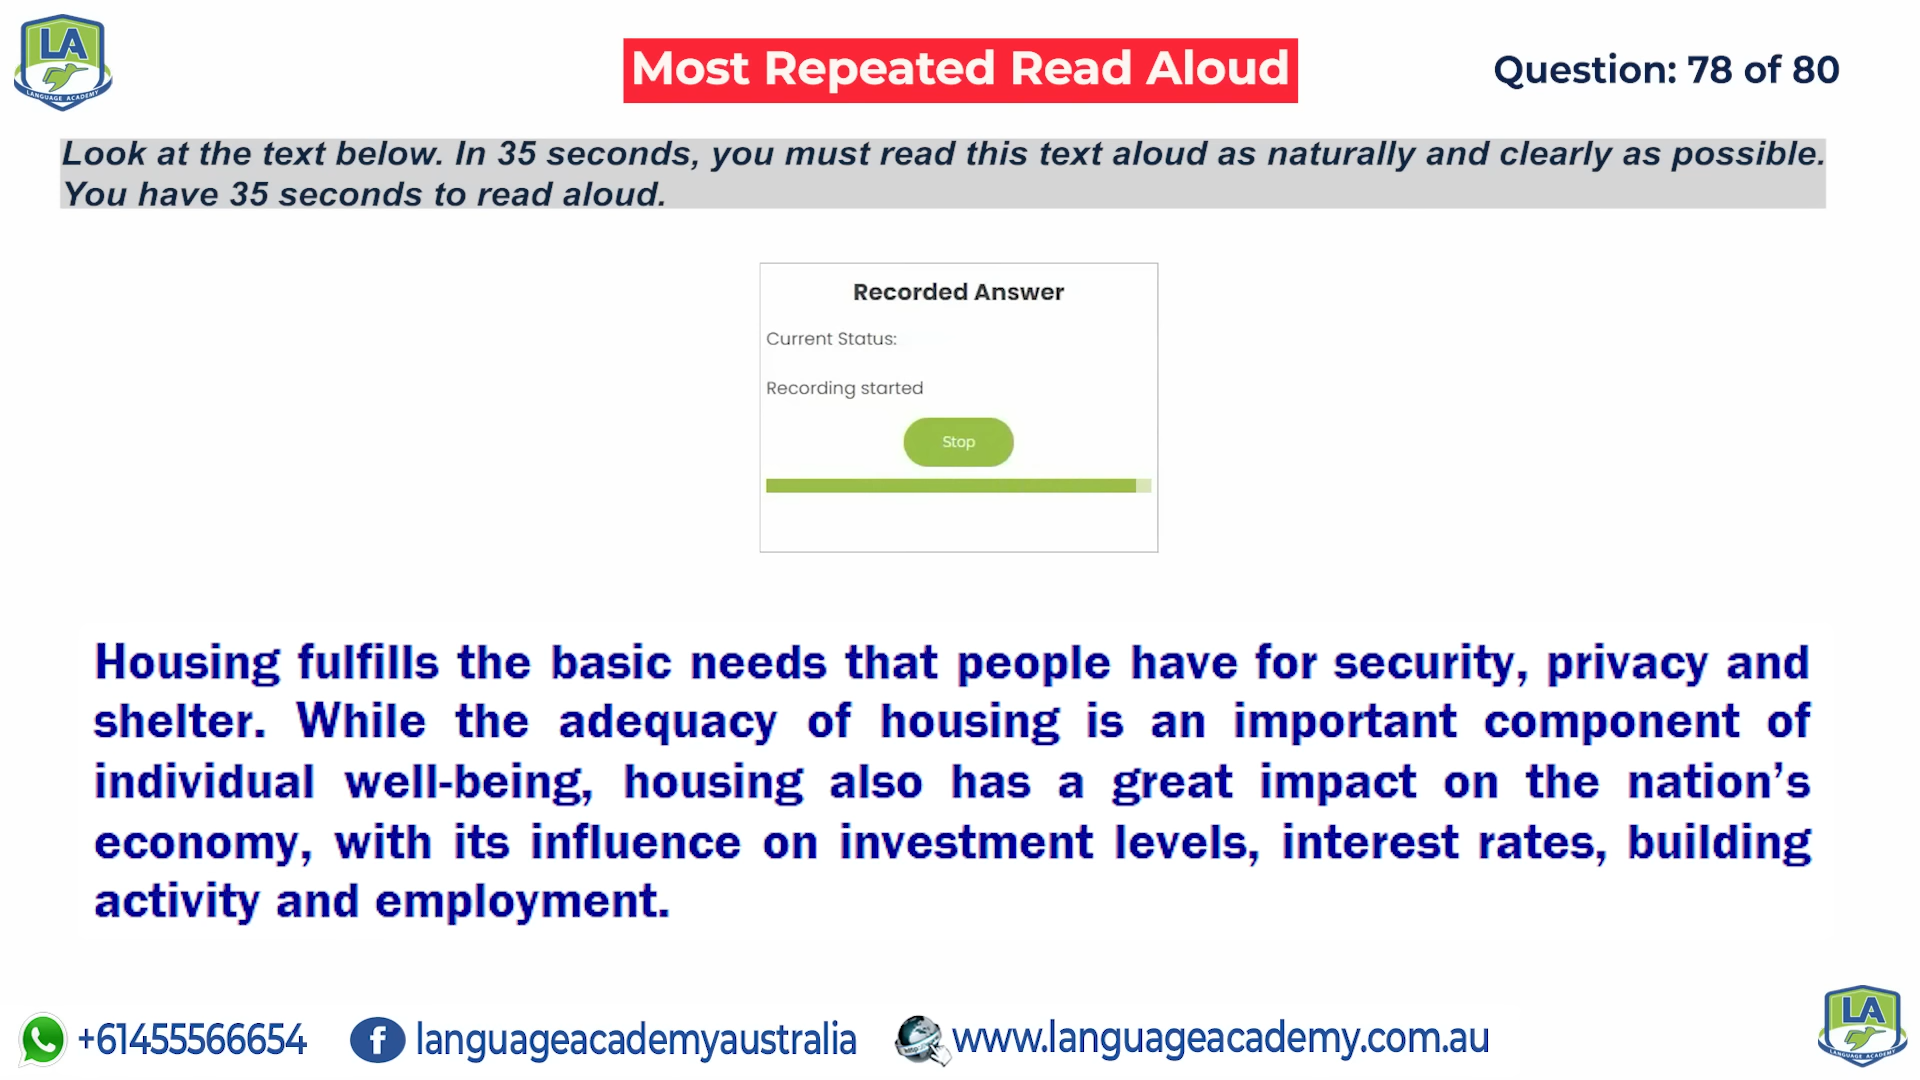 LA
LANGUAGE ACADEMY
Most Repeated Read Aloud
Question: 78 of 80
Look at the text below. In 35 seconds, you must read this text aloud as naturally and clearly as possible.
You have 35 seconds to read aloud.
Recorded Answer
Current Status:
Recording started
Stop
Housing fulfills the basic needs that people have for security, privacy and
shelter. While the adequacy of housing is an important component of
individual well-being, housing also has a great impact on the nation's
economy, with its influence on investment levels, interest rates, building
activity and employment.
+61455566654
f languageacademyaustralia
www.languageacademy.com.au
LA
LANGUAGE ACADEMY